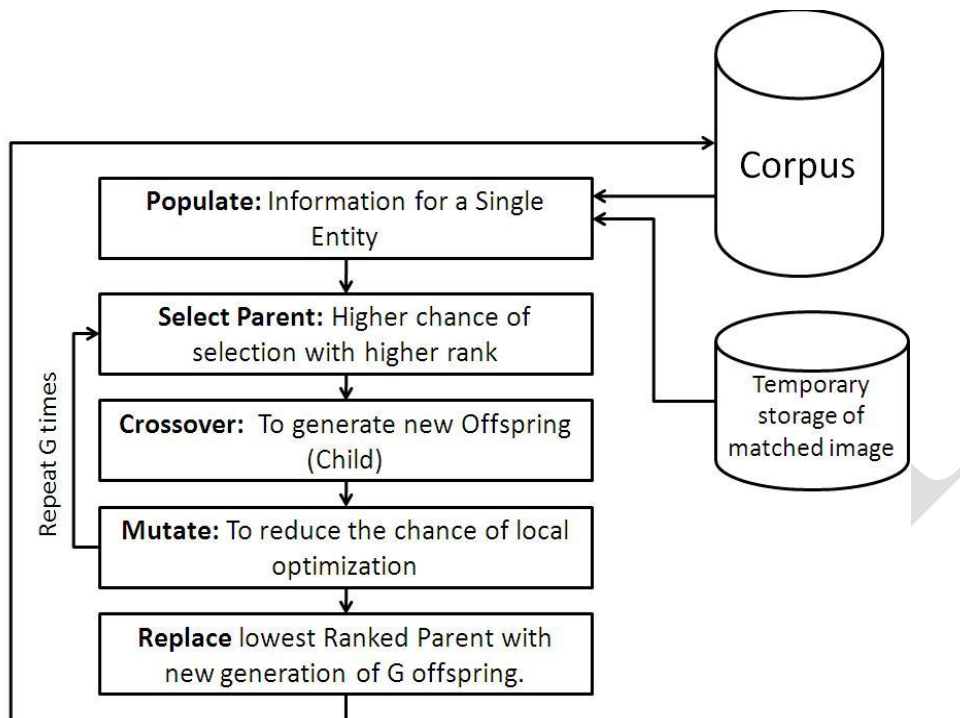 Corpus
Populate: Information for a Single
Entity
Select Parent: Higher chance of
selection with higher rank
Temporary
storage of
matched image
Crossover: To generate new Offspring
(Child)
Repeat G times
Mutate: To reduce the chance of local
optimization
Replace lowest Ranked Parent with
new generation of G offspring.